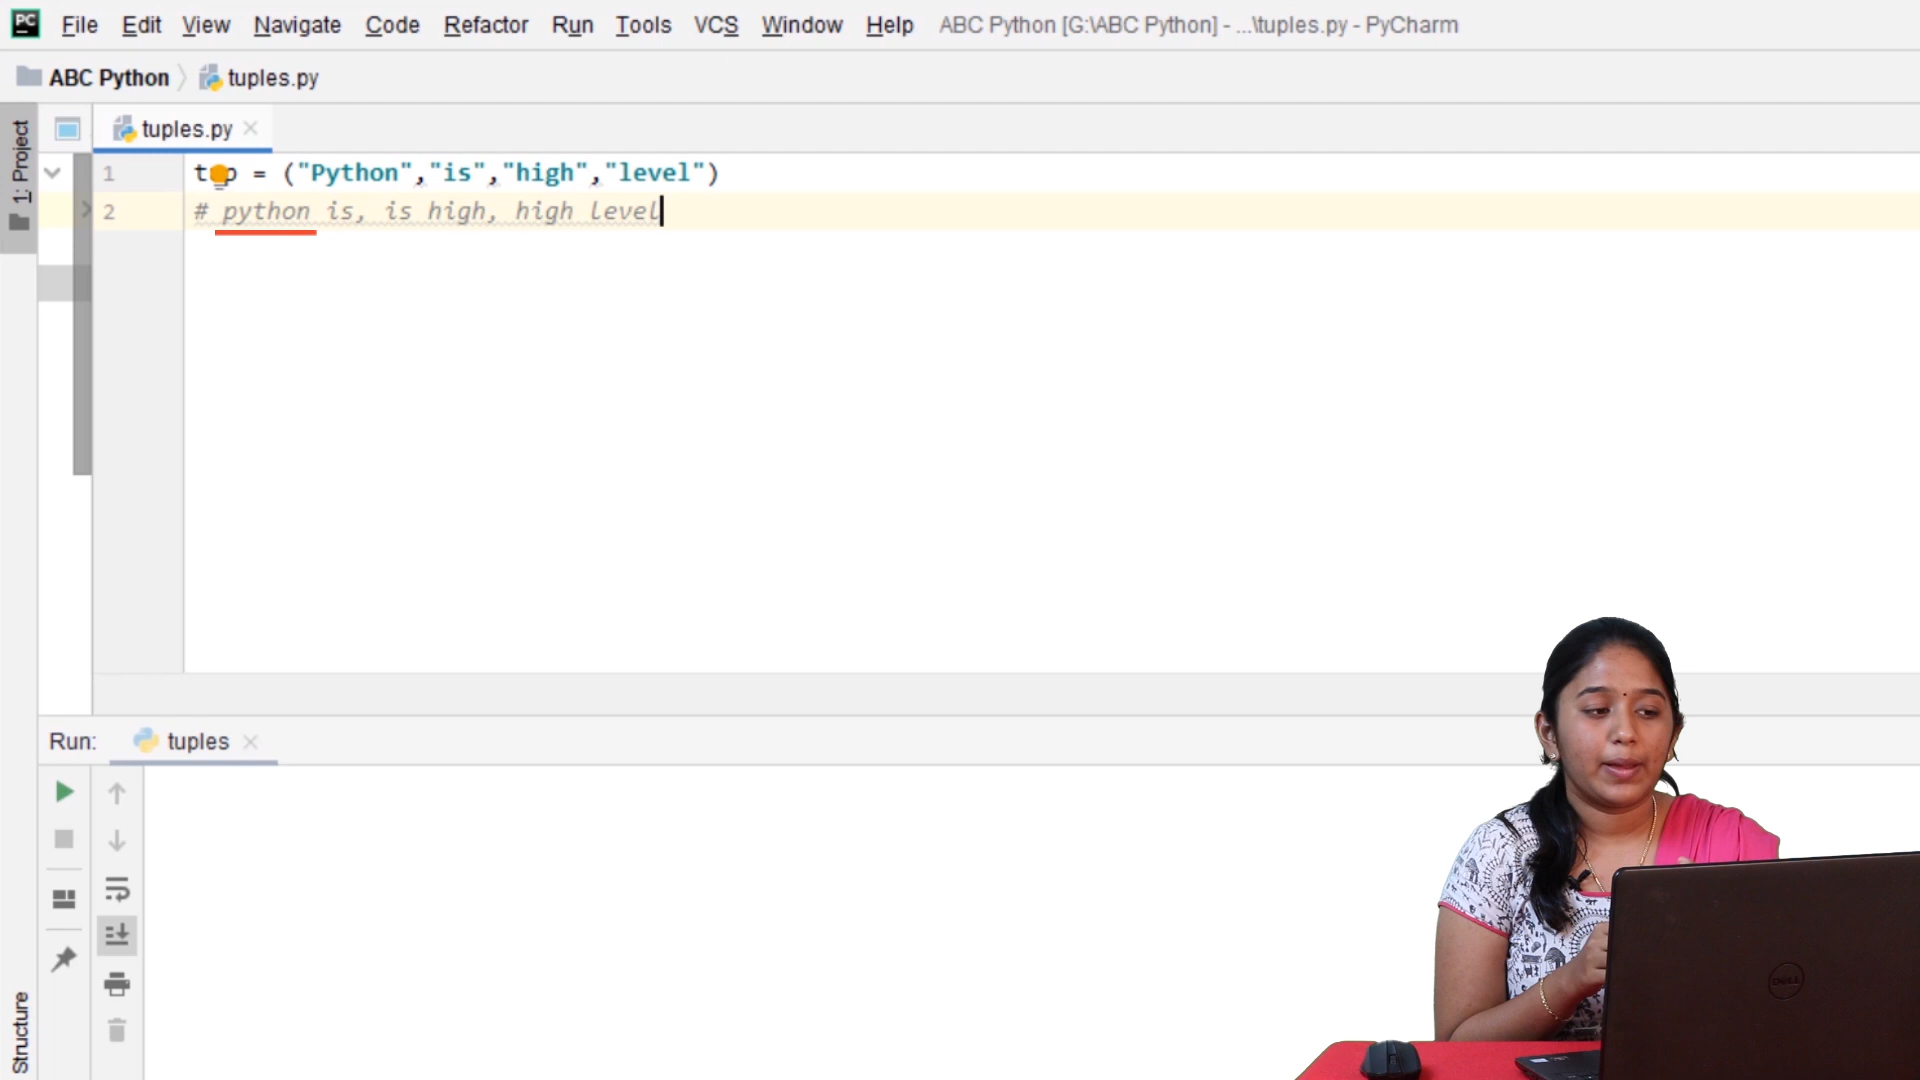 PC File Edit View Navigate Code Refactor Run Tools VCS Window Help ABC Python [G:\ABC Python] - ...\tuples.py - PyCharm
ABC Python tuples.py
1: Project
tuples.py
1 = ("Python","is","high","level")
2 # python is, is high, high level
Run: tuples
Structure
DELL